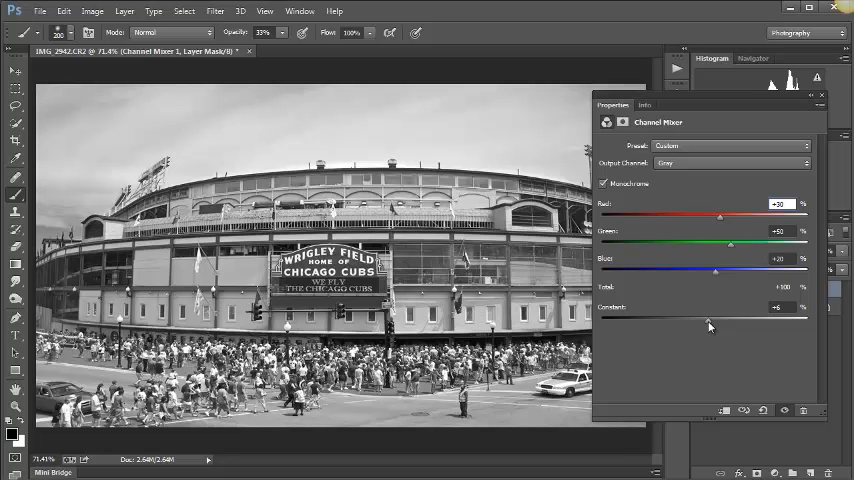 Ps File Edit Image Layer Type Select Filter 3D View Window Help
200 Mode: Normal Opacity: 33% Flow: 100% Photography
IMG_2942.CR2 @ 71.4% (Channel Mixer 1, Layer Mask/8) * ×
Histogram Navigator
Properties Info
Channel Mixer
Preset: Custom
Output Channel: Gray
Monochrome
Red: +30 %
Green: +50 %
Blue: +20 %
Total: +100 %
Constant: +6 %
WRIGLEY FIELD
HOME OF
CHICAGO CUBS
WE FLY
THE CHICAGO CUBS
71.41% Doc: 2.64M/2.64M
Mini Bridge